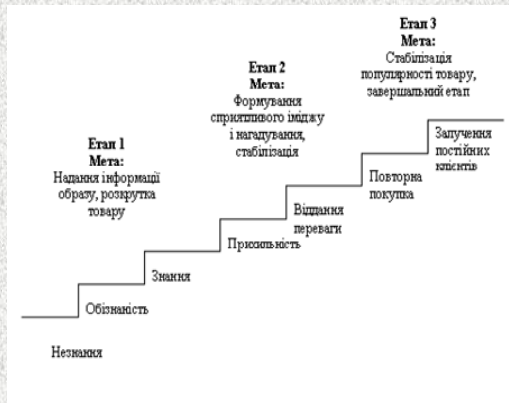 Етап 1
Мета:
Надання інформації
образу, розкрутка
товару
Етап 2
Мета:
Формування
сприятливого іміджу
і нагадування,
стабілізація
Етап 3
Мета:
Стабілізація
популярності товару,
завершальний етап
Незнання
Обізнаність
Знання
Прихильність
Віддання
переваги
Повторна
покупка
Залучення
постійних
клієнтів